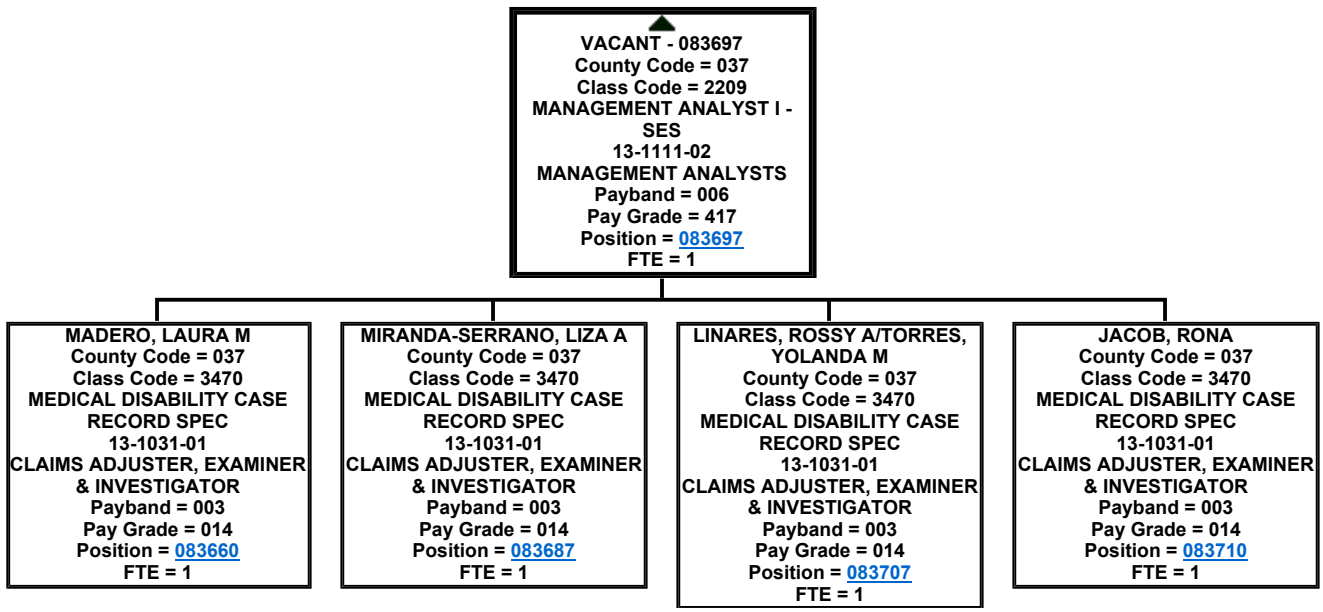 VACANT - 083697
County Code = 037
Class Code = 2209
MANAGEMENT ANALYST I -
SES
13-1111-02
MANAGEMENT ANALYSTS
Payband = 006
Pay Grade = 417
Position = 083697
FTE = 1
MADERO, LAURA M
County Code = 037
Class Code = 3470
MEDICAL DISABILITY CASE
RECORD SPEC
13-1031-01
CLAIMS ADJUSTER, EXAMINER
& INVESTIGATOR
Payband = 003
Pay Grade = 014
Position = 083660
FTE = 1
MIRANDA-SERRANO, LIZA A
County Code = 037
Class Code = 3470
MEDICAL DISABILITY CASE
RECORD SPEC
13-1031-01
CLAIMS ADJUSTER, EXAMINER
& INVESTIGATOR
Payband = 003
Pay Grade = 014
Position = 083687
FTE = 1
LINARES, ROSSY A/TORRES,
YOLANDA M
County Code = 037
Class Code = 3470
MEDICAL DISABILITY CASE
RECORD SPEC
13-1031-01
CLAIMS ADJUSTER, EXAMINER
& INVESTIGATOR
Payband = 003
Pay Grade = 014
Position = 083707
FTE = 1
JACOB, RONA
County Code = 037
Class Code = 3470
MEDICAL DISABILITY CASE
RECORD SPEC
13-1031-01
CLAIMS ADJUSTER, EXAMINER
& INVESTIGATOR
Payband = 003
Pay Grade = 014
Position = 083710
FTE = 1